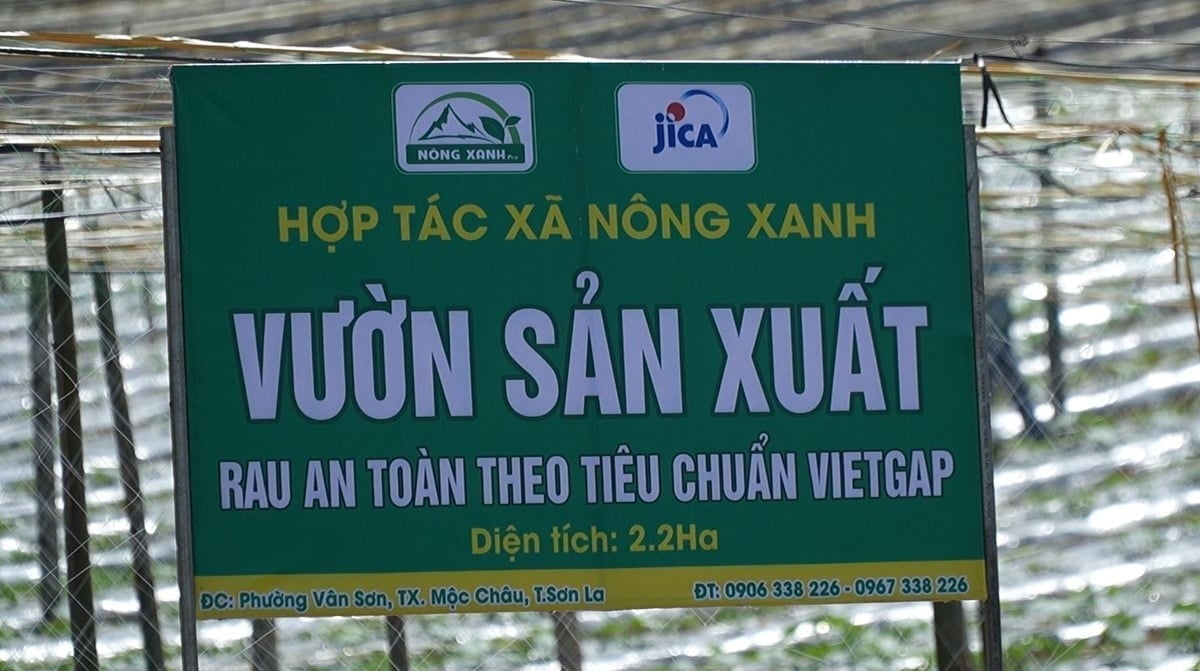 NÔNG XANH
JICA
HỢP TÁC XÃ NÔNG XANH
VƯỜN SẢN XUẤT
RAU AN TOÀN THEO TIÊU CHUẨN VIETGAP
Diện tích: 2.2Ha
ĐC: Phường Vân Sơn, TX. Mộc Châu, T.Sơn La
ĐT: 0906 338 226 - 0967 338 226